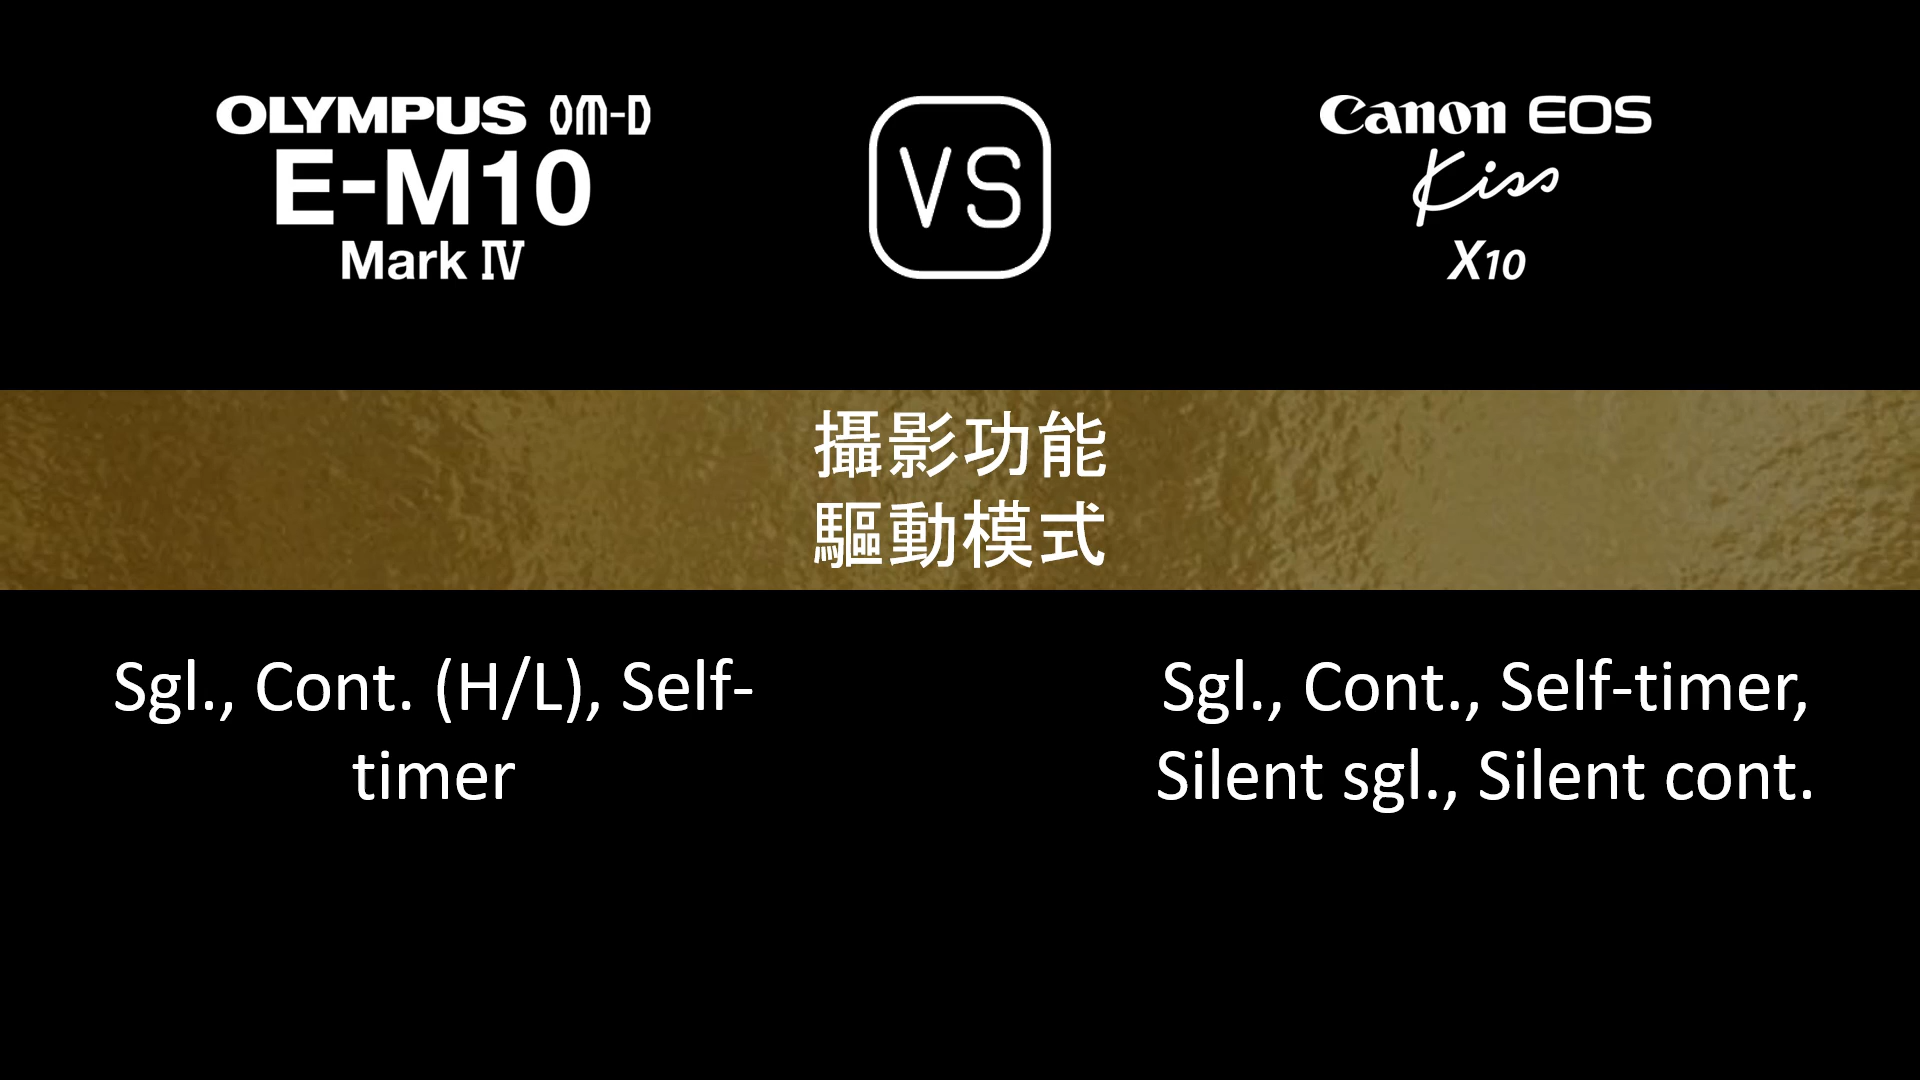 OLYMPUS OM-D
E-M10
Mark IV
VS
Canon EOS
Kiss
X10
攝影功能
驅動模式
Sgl., Cont. (H/L), Self-
timer
Sgl., Cont., Self-timer,
Silent sgl., Silent cont.